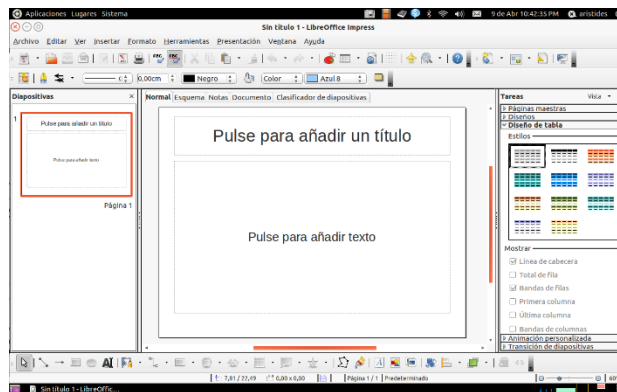 Aplicaciones Lugares Sistema
9 de Abr 10:42:35 PM aristides
Sin título 1 - LibreOffice Impress
Archivo Editar Ver Insertar Formato Herramientas Presentación Ventana Ayuda
0,00cm Negro Color Azul 8
Diapositivas
Normal Esquema Notas Documento Clasificador de diapositivas
Tareas Vista
Páginas maestras
Diseños
Diseño de tabla
Estilos
1
Pulse para añadir un título
Pulse para añadir texto
Página 1
Pulse para añadir un título
Pulse para añadir texto
Mostrar
Línea de cabecera
Total de fila
Bandas de filas
Primera columna
Última columna
Bandas de columnas
Animación personalizada
Transición de diapositivas
7,81 / 22,49 0,00 x 0,00 Página 1 / 1 Predeterminado
Sin título 1 - LibreOffic...